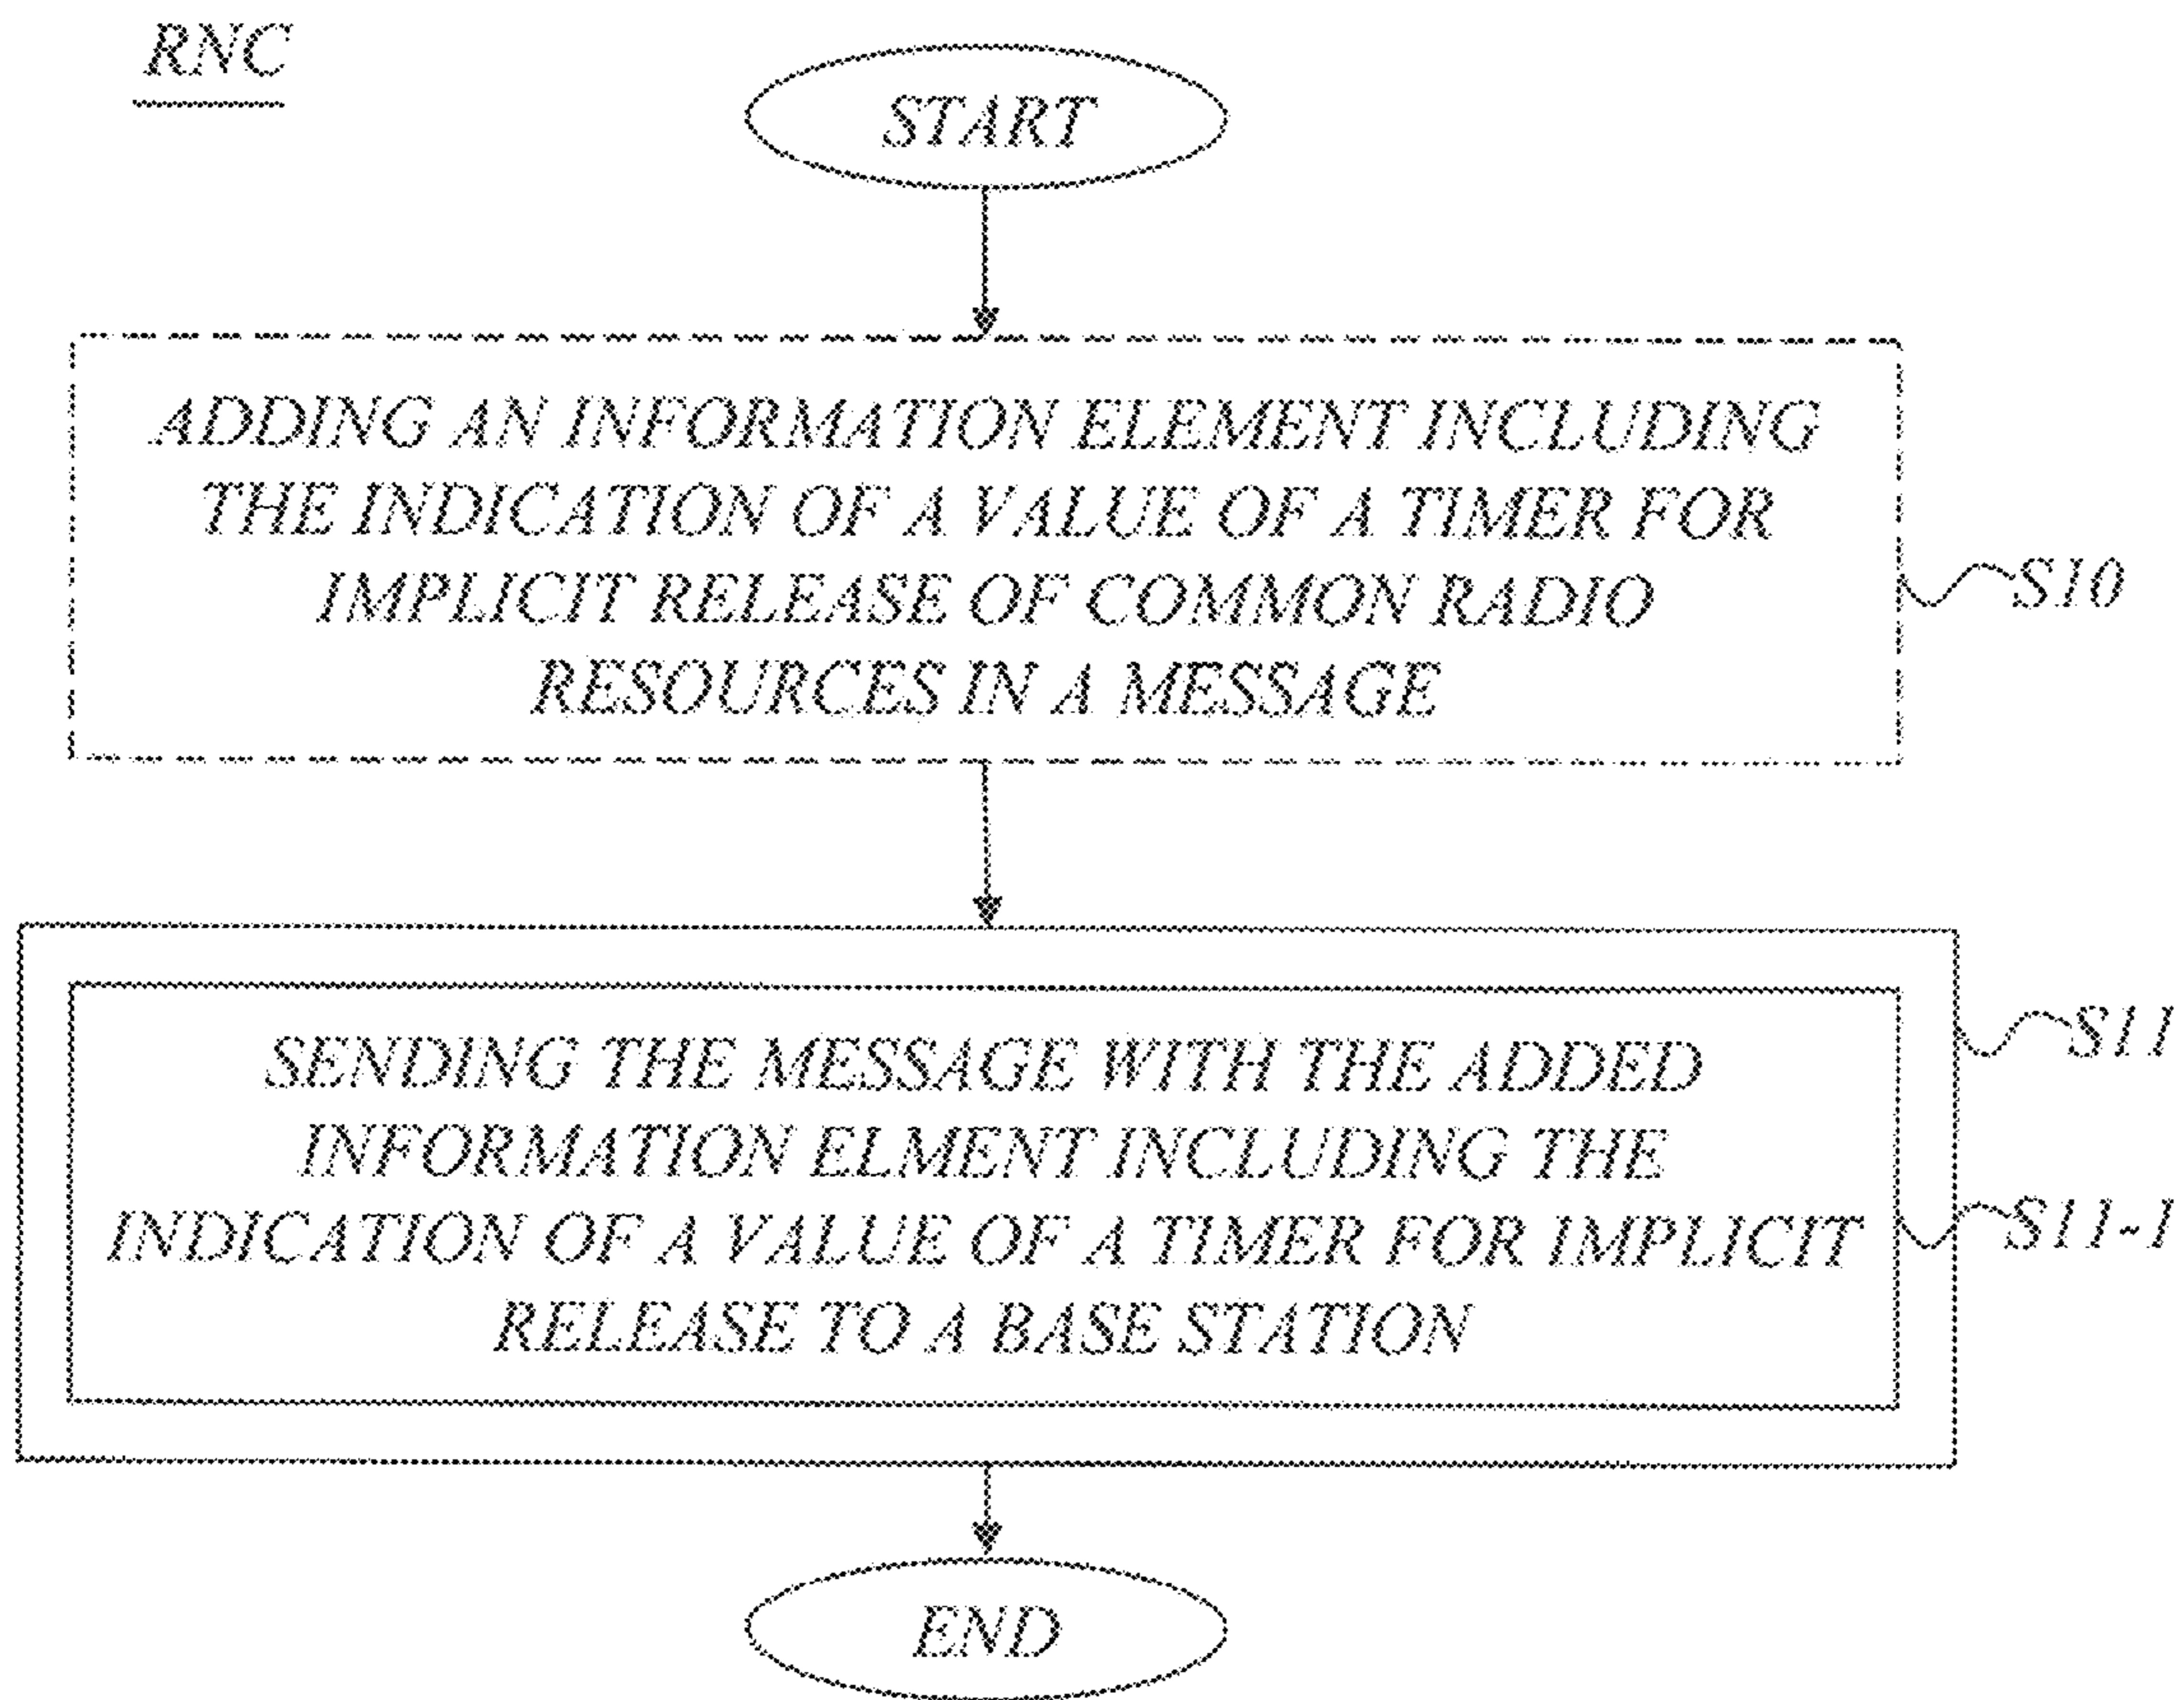 RNC
START
ADDING AN INFORMATION ELEMENT INCLUDING
THE INDICATION OF A VALUE OF A TIMER FOR
IMPLICIT RELEASE OF COMMON RADIO
RESOURCES IN A MESSAGE
S10
SENDING THE MESSAGE WITH THE ADDED
INFORMATION ELMENT INCLUDING THE
INDICATION OF A VALUE OF A TIMER FOR IMPLICIT
RELEASE TO A BASE STATION
S11
S11-1
END